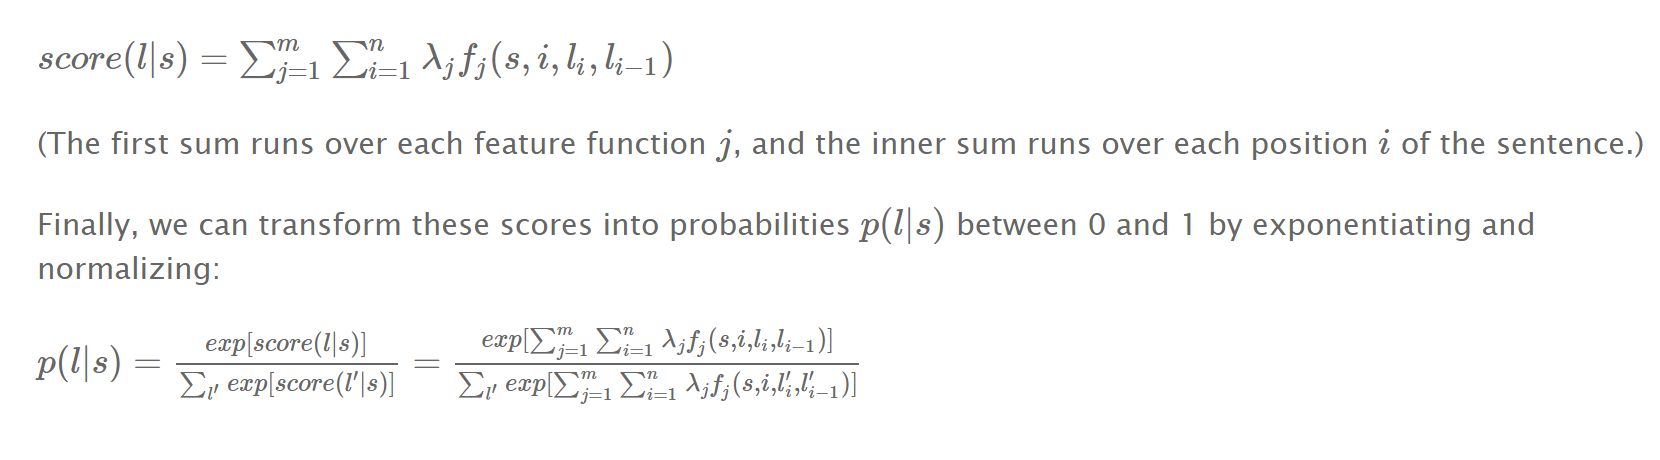 score(l|s) = ∑_{j=1}^{m} ∑_{i=1}^{n} λ_j f_j(s, i, l_i, l_{i−1})
(The first sum runs over each feature function j, and the inner sum runs over each position i of the sentence.)
Finally, we can transform these scores into probabilities p(l|s) between 0 and 1 by exponentiating and
normalizing:
p(l|s) = \frac{exp[score(l|s)]}{∑_{l'} exp[score(l'|s)]} = \frac{exp[∑_{j=1}^{m} ∑_{i=1}^{n} λ_j f_j(s,i,l_i,l_{i−1})]}{∑_{l'} exp[∑_{j=1}^{m} ∑_{i=1}^{n} λ_j f_j(s,i,l'_i,l'_{i−1})]}